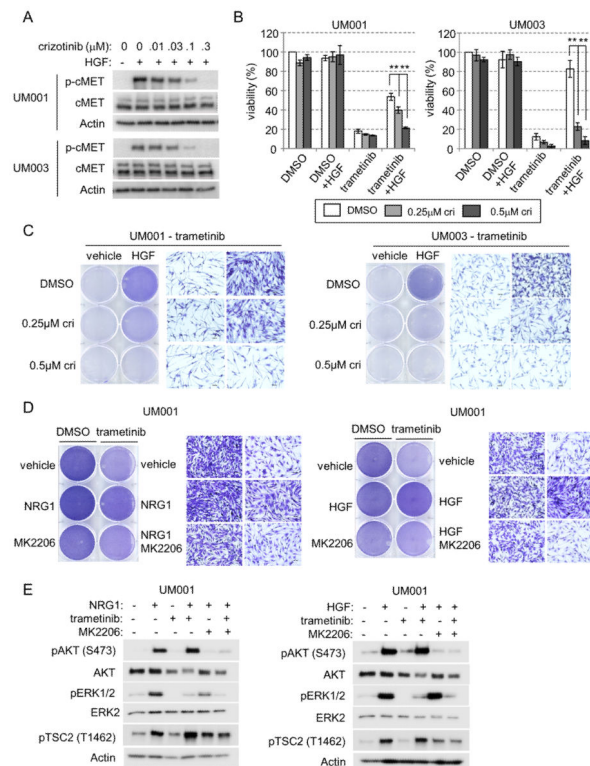 A
crizotinib (μM): 0 0 .01 .03 .1 .3
HGF: - + + + + +
UM001
p-cMET
cMET
Actin
UM003
p-cMET
cMET
Actin
B
UM001
viability (%)
120
100
80
60
40
20
0
**
**
DMSO
DMSO +HGF
trametinib
trametinib +HGF
UM003
viability (%)
120
100
80
60
40
20
0
** **
DMSO
DMSO +HGF
trametinib
trametinib +HGF
DMSO 0.25μM cri 0.5μM cri
C
UM001 - trametinib
vehicle HGF
DMSO
0.25μM cri
0.5μM cri
UM003 - trametinib
vehicle HGF
DMSO
0.25μM cri
0.5μM cri
D
UM001
DMSO trametinib
vehicle vehicle
NRG1 NRG1
MK2206 NRG1
MK2206
UM001
DMSO trametinib
vehicle vehicle
HGF HGF
MK2206 HGF
MK2206
E
UM001
NRG1: - + - + + +
trametinib: - - + + - +
MK2206: - - - - + +
pAKT (S473)
AKT
pERK1/2
ERK2
pTSC2 (T1462)
Actin
UM001
HGF: - + - + + +
trametinib: - - + + - +
MK2206: - - - - + +
pAKT (S473)
AKT
pERK1/2
ERK2
pTSC2 (T1462)
Actin